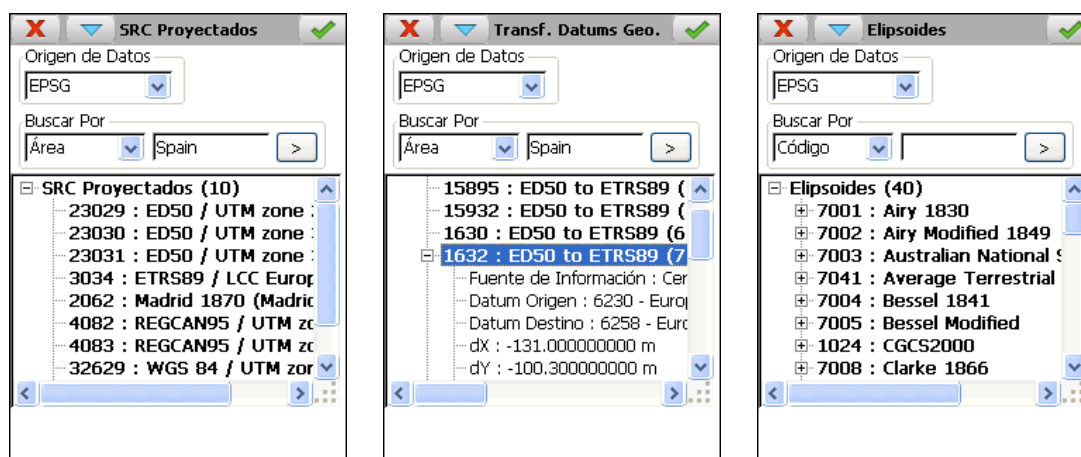 SRC Proyectados
Origen de Datos
EPSG
Buscar Por
Área Spain >
SRC Proyectados (10)
23029 : ED50 / UTM zone
23030 : ED50 / UTM zone
23031 : ED50 / UTM zone
3034 : ETRS89 / LCC Europ
2062 : Madrid 1870 (Madric
4082 : REGCAN95 / UTM zo
4083 : REGCAN95 / UTM zo
32629 : WGS 84 / UTM zor
Transf. Datums Geo.
Origen de Datos
EPSG
Buscar Por
Área Spain >
15895 : ED50 to ETRS89 (
15932 : ED50 to ETRS89 (
1630 : ED50 to ETRS89 (6
1632 : ED50 to ETRS89 (7
Fuente de Información : Cer
Datum Origen : 6230 - Europ
Datum Destino : 6258 - Euro
dX : -131.000000000 m
dY : -100.300000000 m
Elipsoides
Origen de Datos
EPSG
Buscar Por
Código >
Elipsoides (40)
7001 : Airy 1830
7002 : Airy Modified 1849
7003 : Australian National S
7041 : Average Terrestrial
7004 : Bessel 1841
7005 : Bessel Modified
1024 : CGCS2000
7008 : Clarke 1866